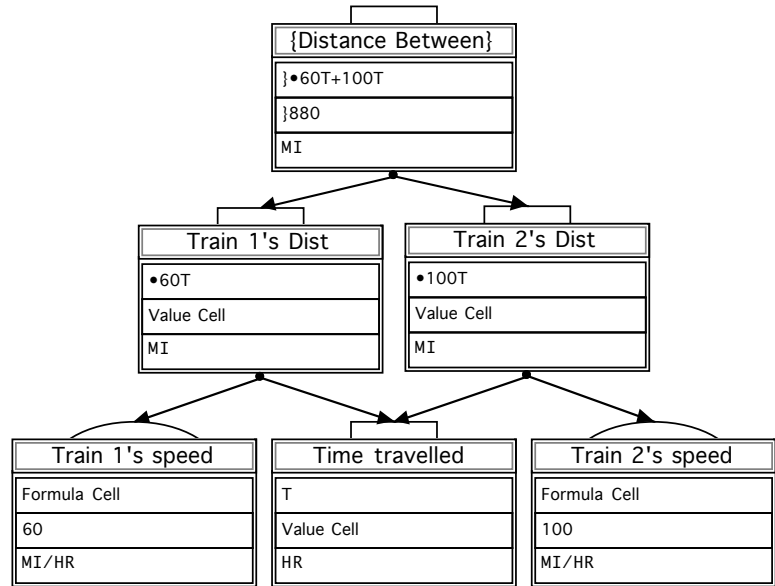 {Distance Between}
}•60T+100T
}880
MI
Train 1's Dist
•60T
Value Cell
MI
Train 2's Dist
•100T
Value Cell
MI
Train 1's speed
Formula Cell
60
MI/HR
Time travelled
T
Value Cell
HR
Train 2's speed
Formula Cell
100
MI/HR